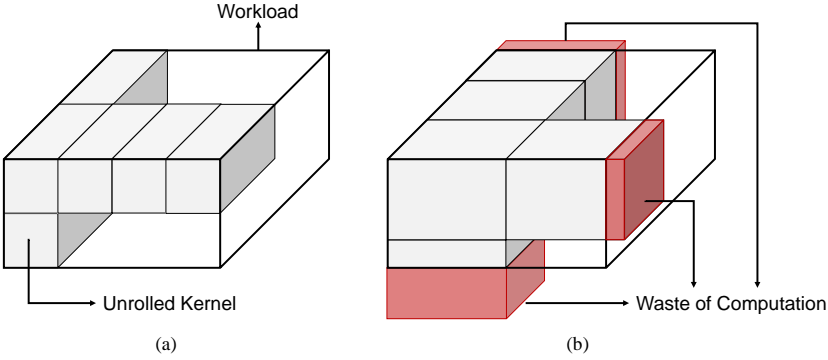 Workload
Unrolled Kernel
Waste of Computation
(a)
(b)